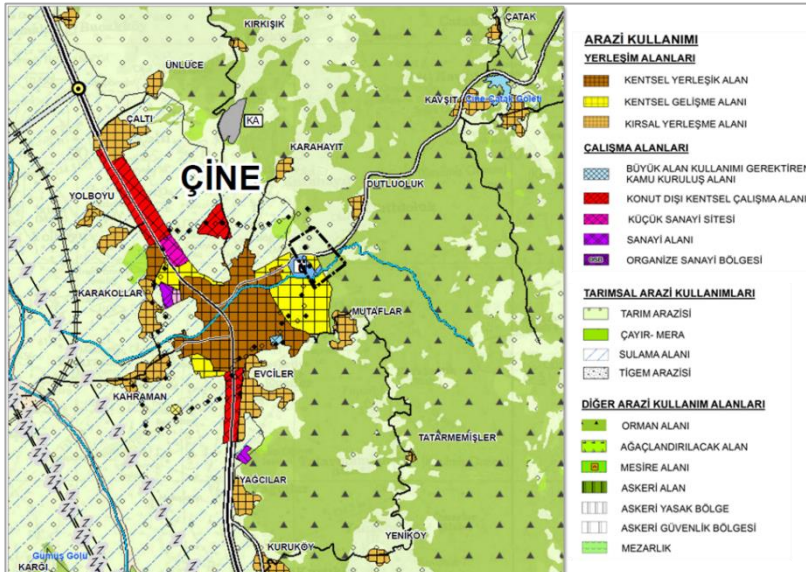 ÇATAK
KIRKIŞIK
ÜNLÜCE
KAVŞIT
Çine Çatak Göleti
KA
ÇALTI
KARAHAYIT
ÇİNE
DUTLUOLUK
YOLBOYU
KARAKOLLAR
MUTAFLAR
EVCİLER
KAHRAMAN
TATARMEMİŞLER
YAĞCILAR
YENİKÖY
KURUKÖY
Gümüş Gölü
KARGI
ARAZİ KULLANIMI
YERLEŞİM ALANLARI
KENTSEL YERLEŞİK ALAN
KENTSEL GELİŞME ALANI
KIRSAL YERLEŞME ALANI
ÇALIŞMA ALANLARI
BÜYÜK ALAN KULLANIMI GEREKTİREN
KAMU KURULUŞ ALANI
KONUT DIŞI KENTSEL ÇALIŞMA ALANI
KÜÇÜK SANAYİ SİTESİ
SANAYİ ALANI
ORGANİZE SANAYİ BÖLGESİ
TARIMSAL ARAZİ KULLANIMLARI
TARIM ARAZİSİ
ÇAYIR- MERA
SULAMA ALANI
TİGEM ARAZİSİ
DİĞER ARAZİ KULLANIM ALANLARI
ORMAN ALANI
AĞAÇLANDIRILACAK ALAN
MESİRE ALANI
ASKERİ ALAN
ASKERİ YASAK BÖLGE
ASKERİ GÜVENLİK BÖLGESİ
MEZARLIK